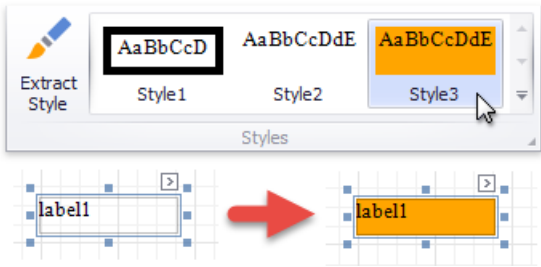 AaBbCcD
AaBbCcDdE
AaBbCcDdE
Extract
Style
Style1
Style2
Style3
Styles
label1
label1